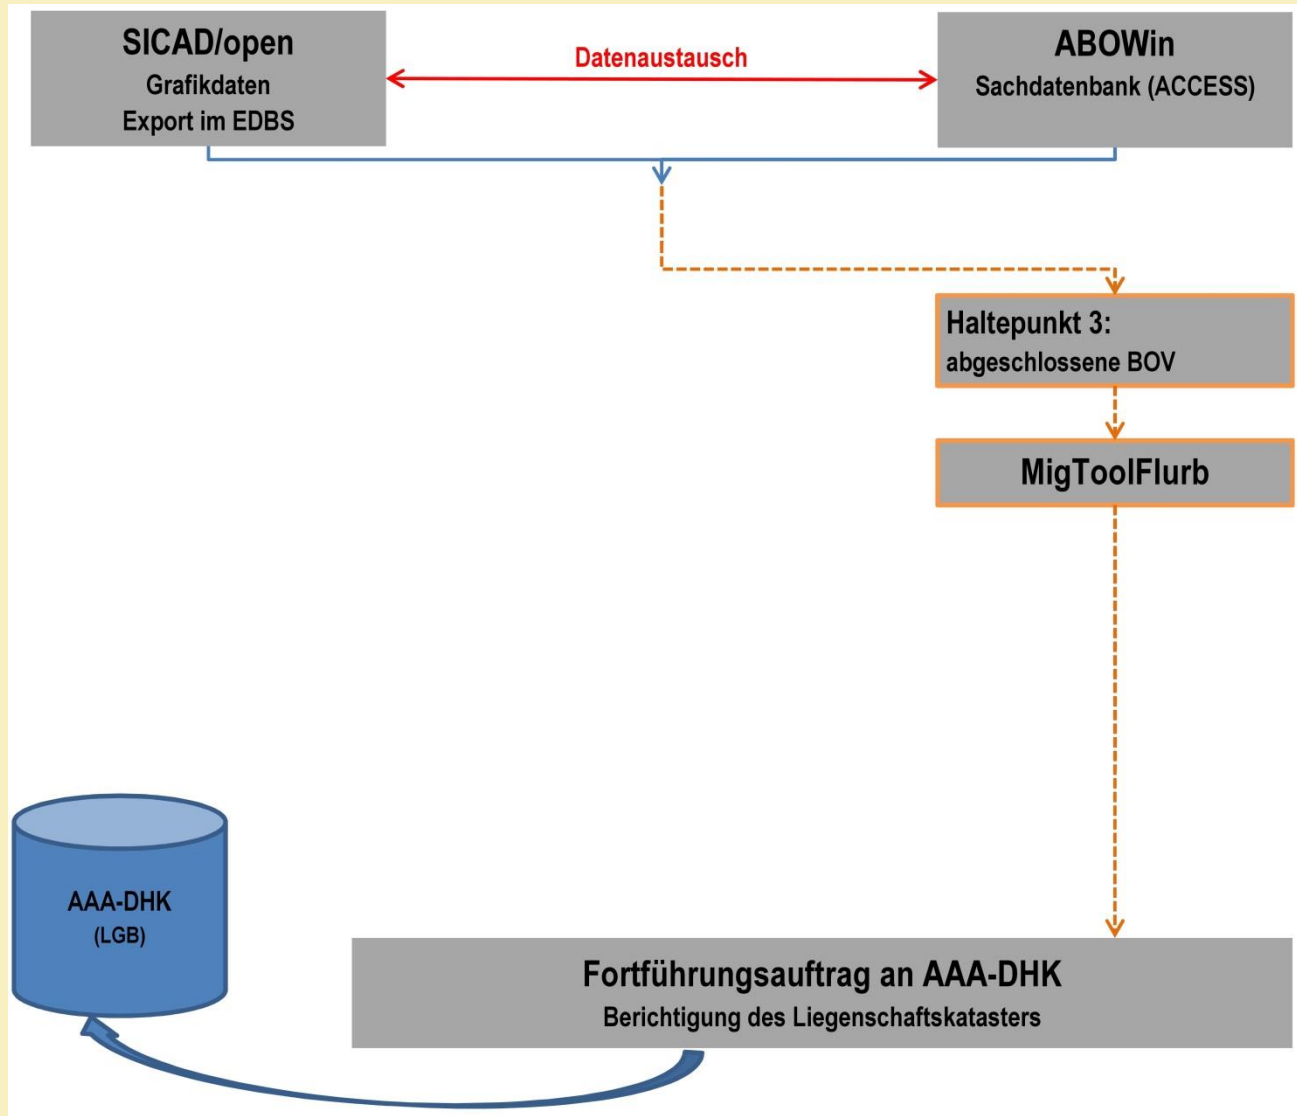 SICAD/open
Grafikdaten
Export im EDBS
Datenaustausch
ABOWin
Sachdatenbank (ACCESS)
Haltepunkt 3:
abgeschlossene BOV
MigToolFlurb
AAA-DHK
(LGB)
Fortführungsauftrag an AAA-DHK
Berichtigung des Liegenschaftskatasters